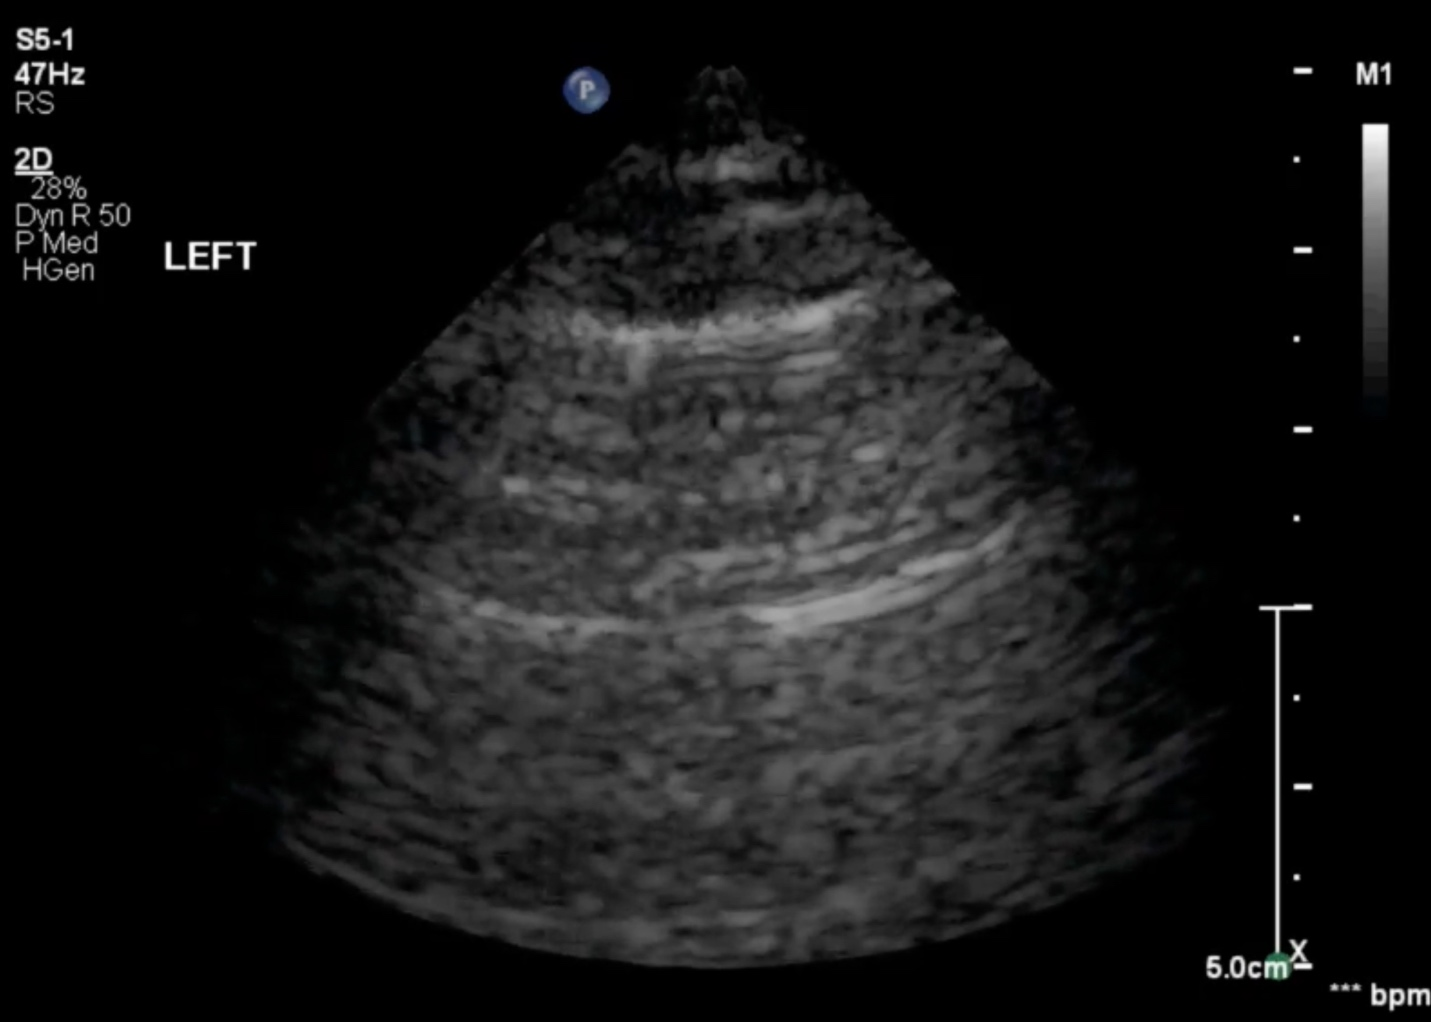 S5-1
47Hz
RS
2D
28%
Dyn R 50
P Med
HGen
LEFT
P
M1
X
5.0cm
*** bpm